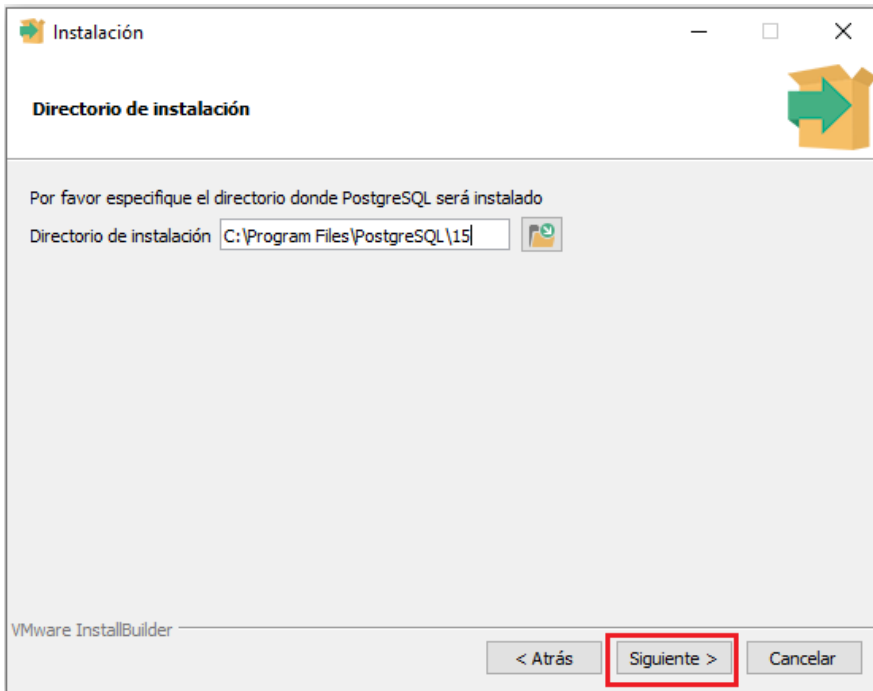 Instalación
Directorio de instalación
Por favor especifique el directorio donde PostgreSQL será instalado
Directorio de instalación C:\Program Files\PostgreSQL\15
VMware InstallBuilder
< Atrás Siguiente > Cancelar